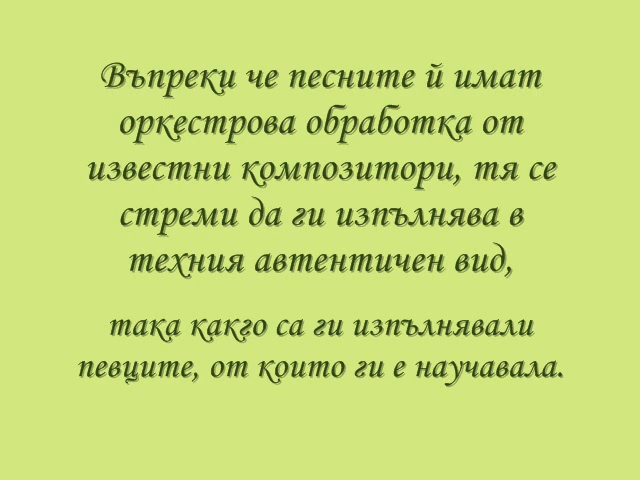 Въпреки че песните й имат
оркестрова обработка от
известни композитори, тя се
стреми да ги изпълнява в
техния автентичен вид,
така както са ги изпълнявали
певците, от които ги е научавала.